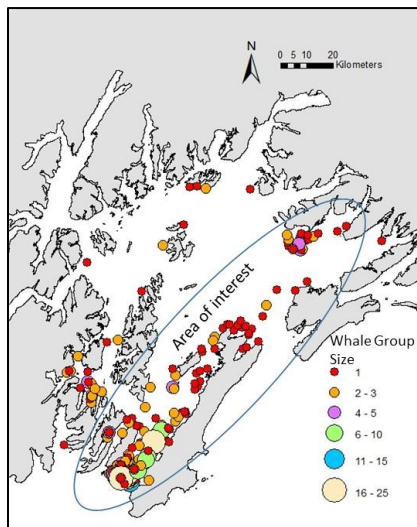 N
0 5 10 20
Kilometers
Area of interest
Whale Group
Size
1
2 - 3
4 - 5
6 - 10
11 - 15
16 - 25